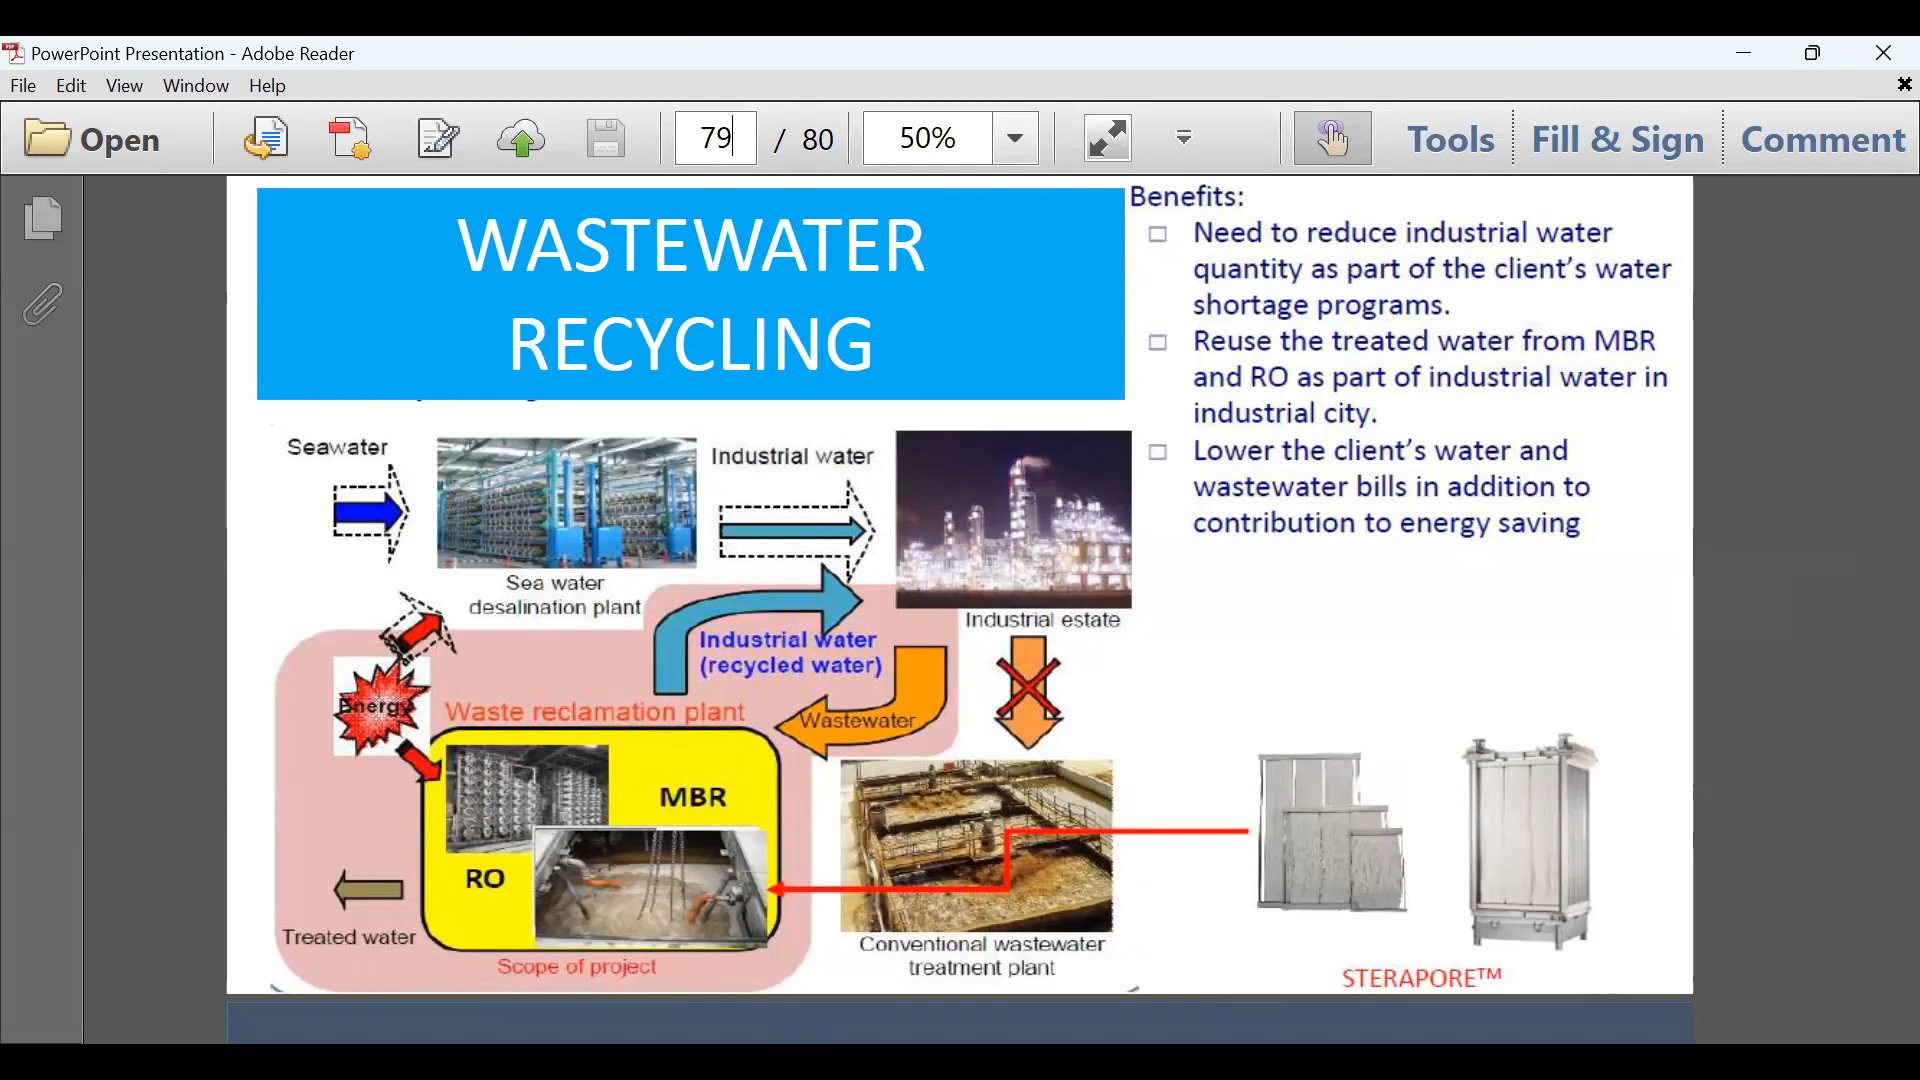 PowerPoint Presentation - Adobe Reader
File Edit View Window Help
Open 79 / 80 50% Tools Fill & Sign Comment
WASTEWATER
RECYCLING
Benefits:
Need to reduce industrial water
quantity as part of the client's water
shortage programs.
Reuse the treated water from MBR
and RO as part of industrial water in
industrial city.
Lower the client's water and
wastewater bills in addition to
contribution to energy saving
Seawater
Industrial water
Sea water
desalination plant
Industrial estate
Industrial water
(recycled water)
Energy
Waste reclamation plant
Wastewater
MBR
RO
Treated water
Scope of project
Conventional wastewater
treatment plant
STERAPORE™